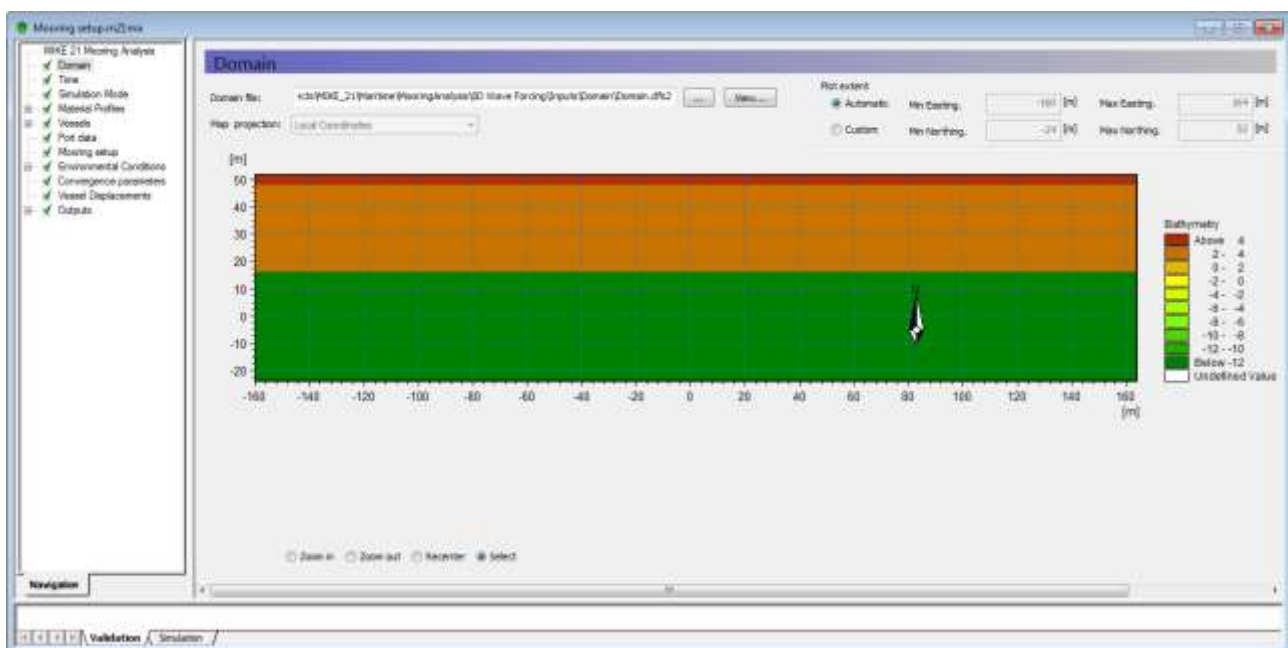 Mooring setup.m21ma
MIKE 21 Mooring Analysis
Domain
Time
Simulation Mode
Material Profiles
Vessels
Port data
Mooring setup
Environmental Conditions
Convergence parameters
Vessel Displacements
Outputs
Navigation
Domain
Domain file:
View...
Map projection: Local Coordinates
Plot extent
Automatic
Custom
Min Easting: -160 [m]
Max Easting: 164 [m]
Min Northing: -24 [m]
Max Northing: [m]
[m]
50
40
30
20
10
0
-10
-20
-160 -140 -120 -100 -80 -60 -40 -20 0 20 40 60 80 100 120 140 160
[m]
N
Bathymetry
Above 4
2 - 4
0 - 2
-2 - 0
-4 - -2
-6 - -4
-8 - -6
-10 - -8
-12 - -10
Below -12
Undefined Value
Zoom in Zoom out Recenter Select
Validation Simulation